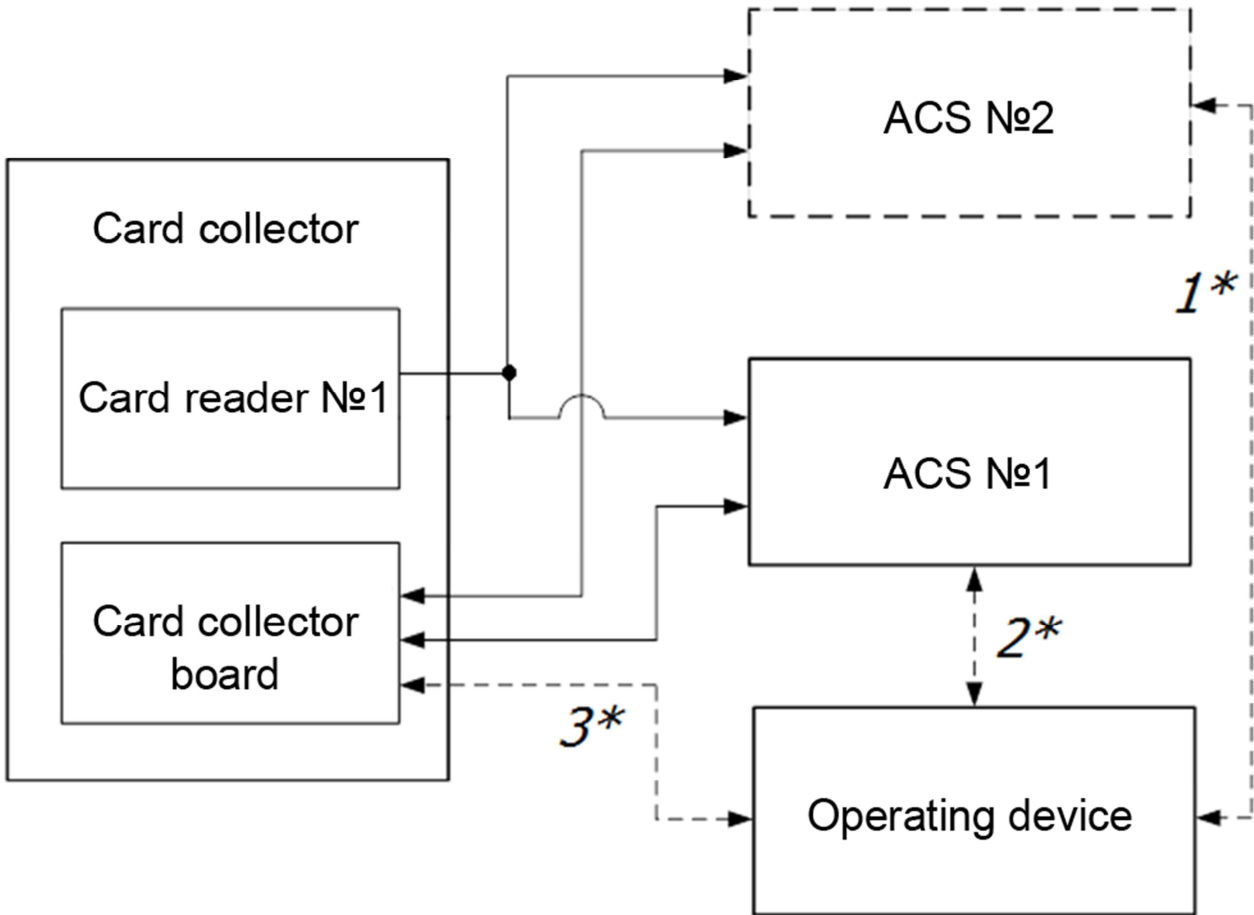 ACS №2
Card collector
1*
Card reader №1
ACS №1
Card collector
board
2*
3*
Operating device